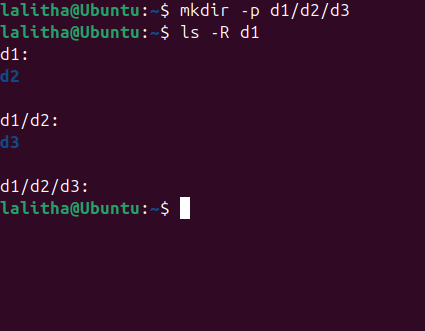 lalitha@Ubuntu:~$ mkdir -p d1/d2/d3
lalitha@Ubuntu:~$ ls -R d1
d1:
d2
d1/d2:
d3
d1/d2/d3:
lalitha@Ubuntu:~$